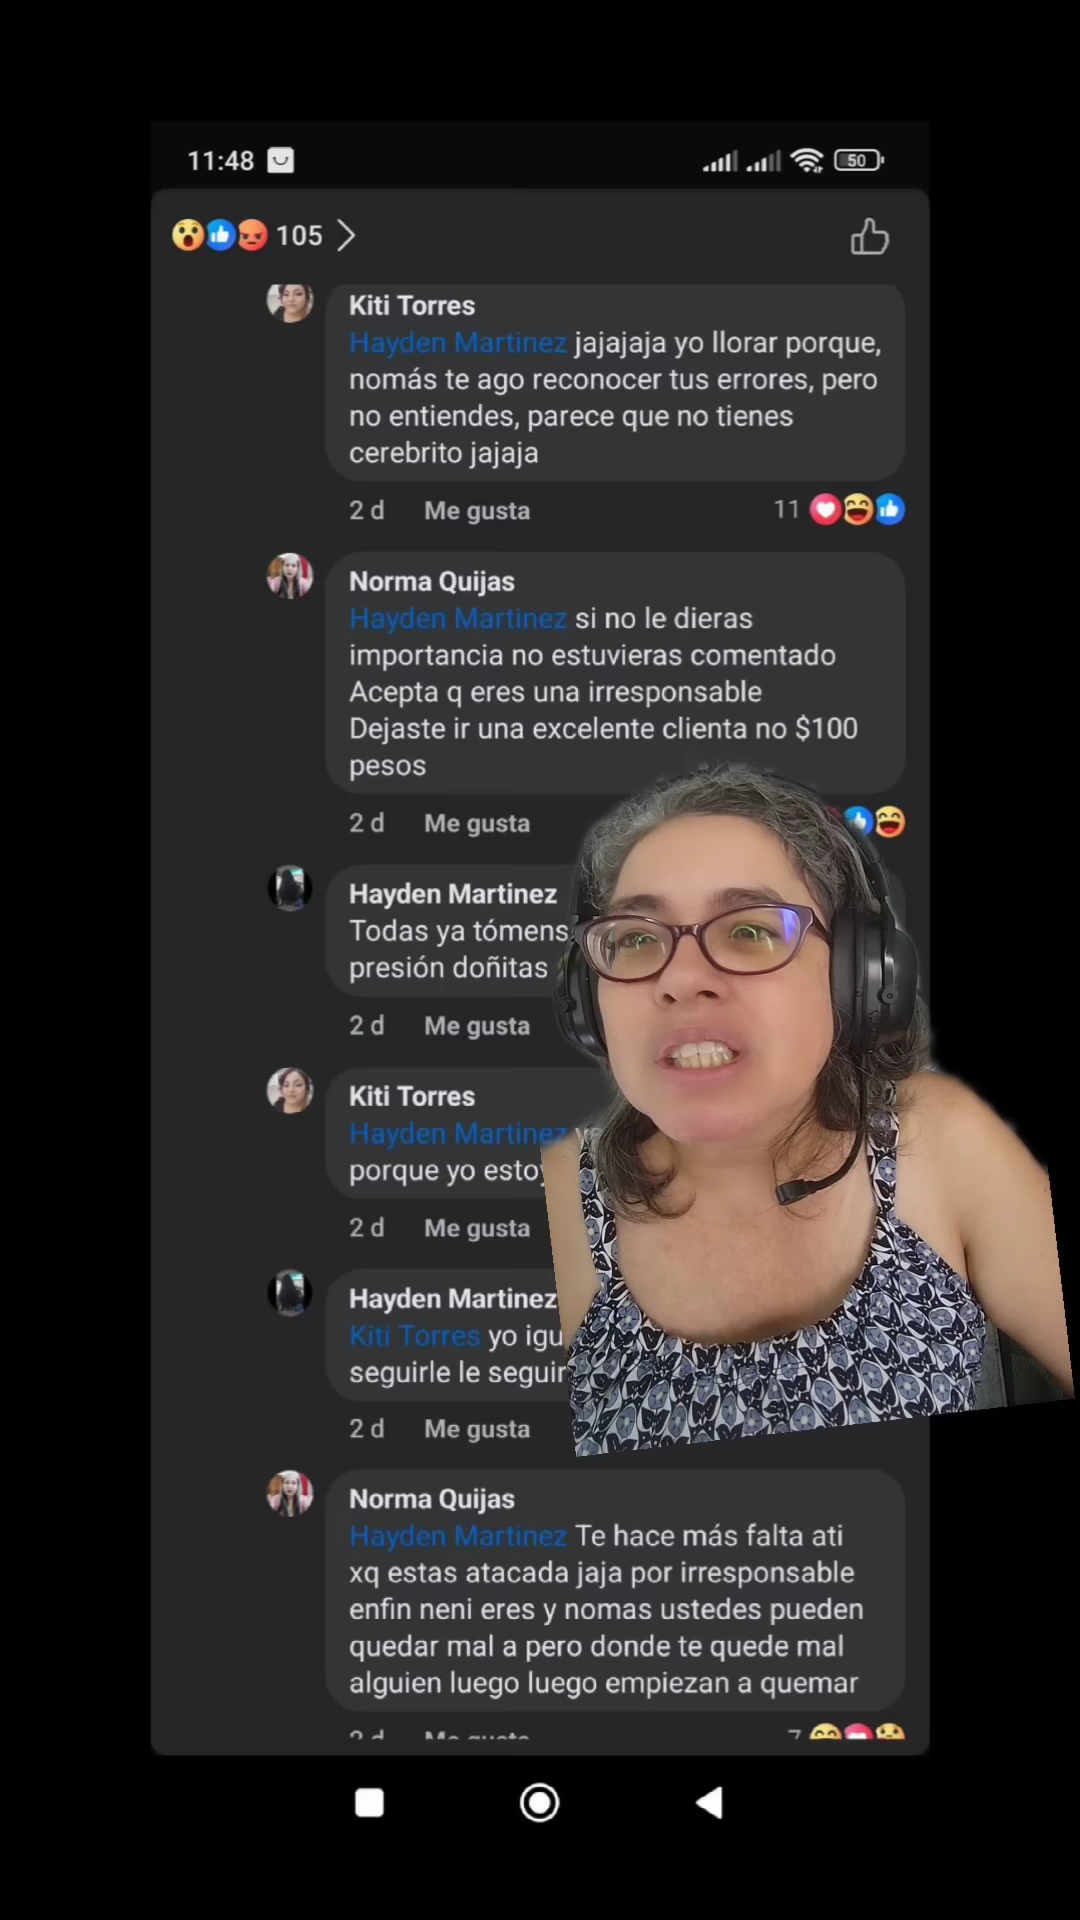 11:48
50
105
Kiti Torres
Hayden Martinez jajajaja yo llorar porque,
nomás te ago reconocer tus errores, pero
no entiendes, parece que no tienes
cerebrito jajaja
2 d Me gusta 11
Norma Quijas
Hayden Martinez si no le dieras
importancia no estuvieras comentado
Acepta q eres una irresponsable
Dejaste ir una excelente clienta no $100
pesos
2 d Me gusta
Hayden Martinez
Todas ya tómens
presión doñitas
2 d Me gusta
Kiti Torres
Hayden Martinez
porque yo estoy
2 d Me gusta
Hayden Martinez
Kiti Torres yo igu
seguirle le seguir
2 d Me gusta
Norma Quijas
Hayden Martinez Te hace más falta ati
xq estas atacada jaja por irresponsable
enfin neni eres y nomas ustedes pueden
quedar mal a pero donde te quede mal
alguien luego luego empiezan a quemar
2 d Me gusta 7